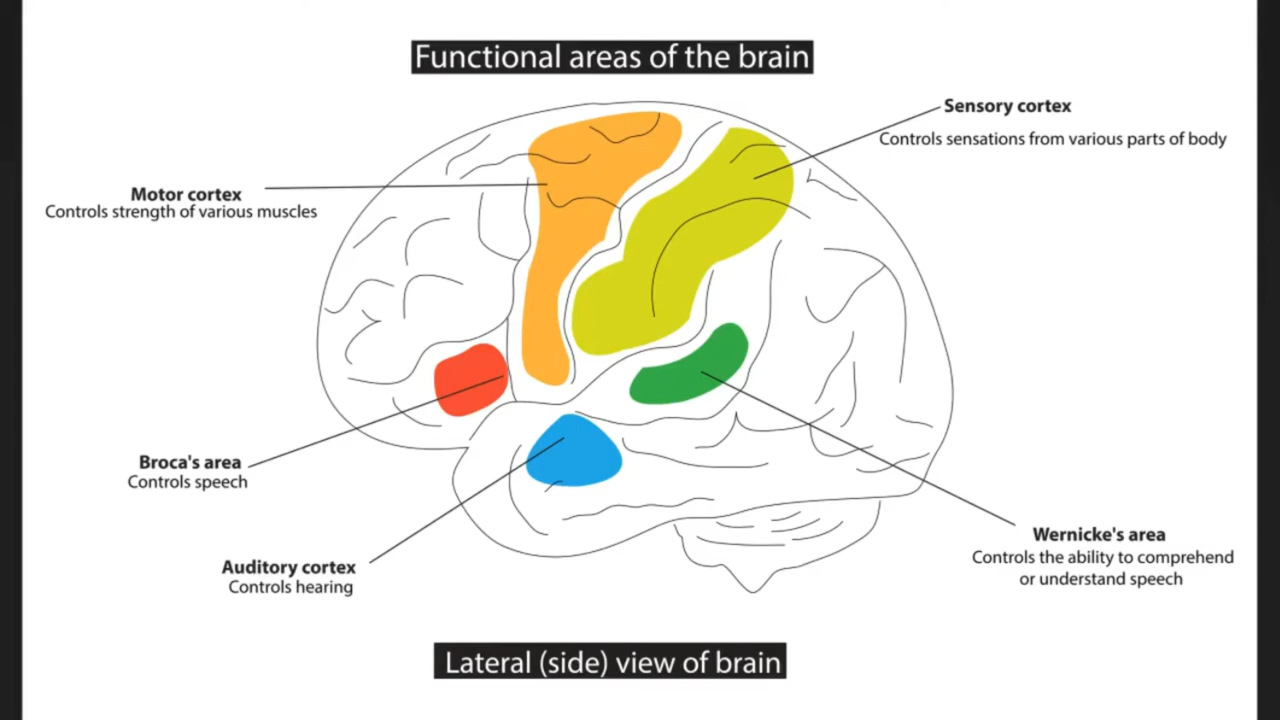 Functional areas of the brain
Sensory cortex
Controls sensations from various parts of body
Motor cortex
Controls strength of various muscles
Broca's area
Controls speech
Auditory cortex
Controls hearing
Wernicke's area
Controls the ability to comprehend
or understand speech
Lateral (side) view of brain